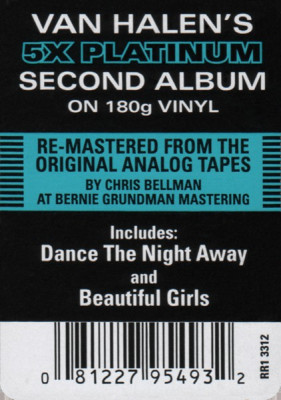 VAN HALEN'S
5X PLATINUM
SECOND ALBUM
ON 180g VINYL
RE-MASTERED FROM THE
ORIGINAL ANALOG TAPES
BY CHRIS BELLMAN
AT BERNIE GRUNDMAN MASTERING
Includes:
Dance The Night Away
and
Beautiful Girls
RR1 3312
0 81227 95493 2